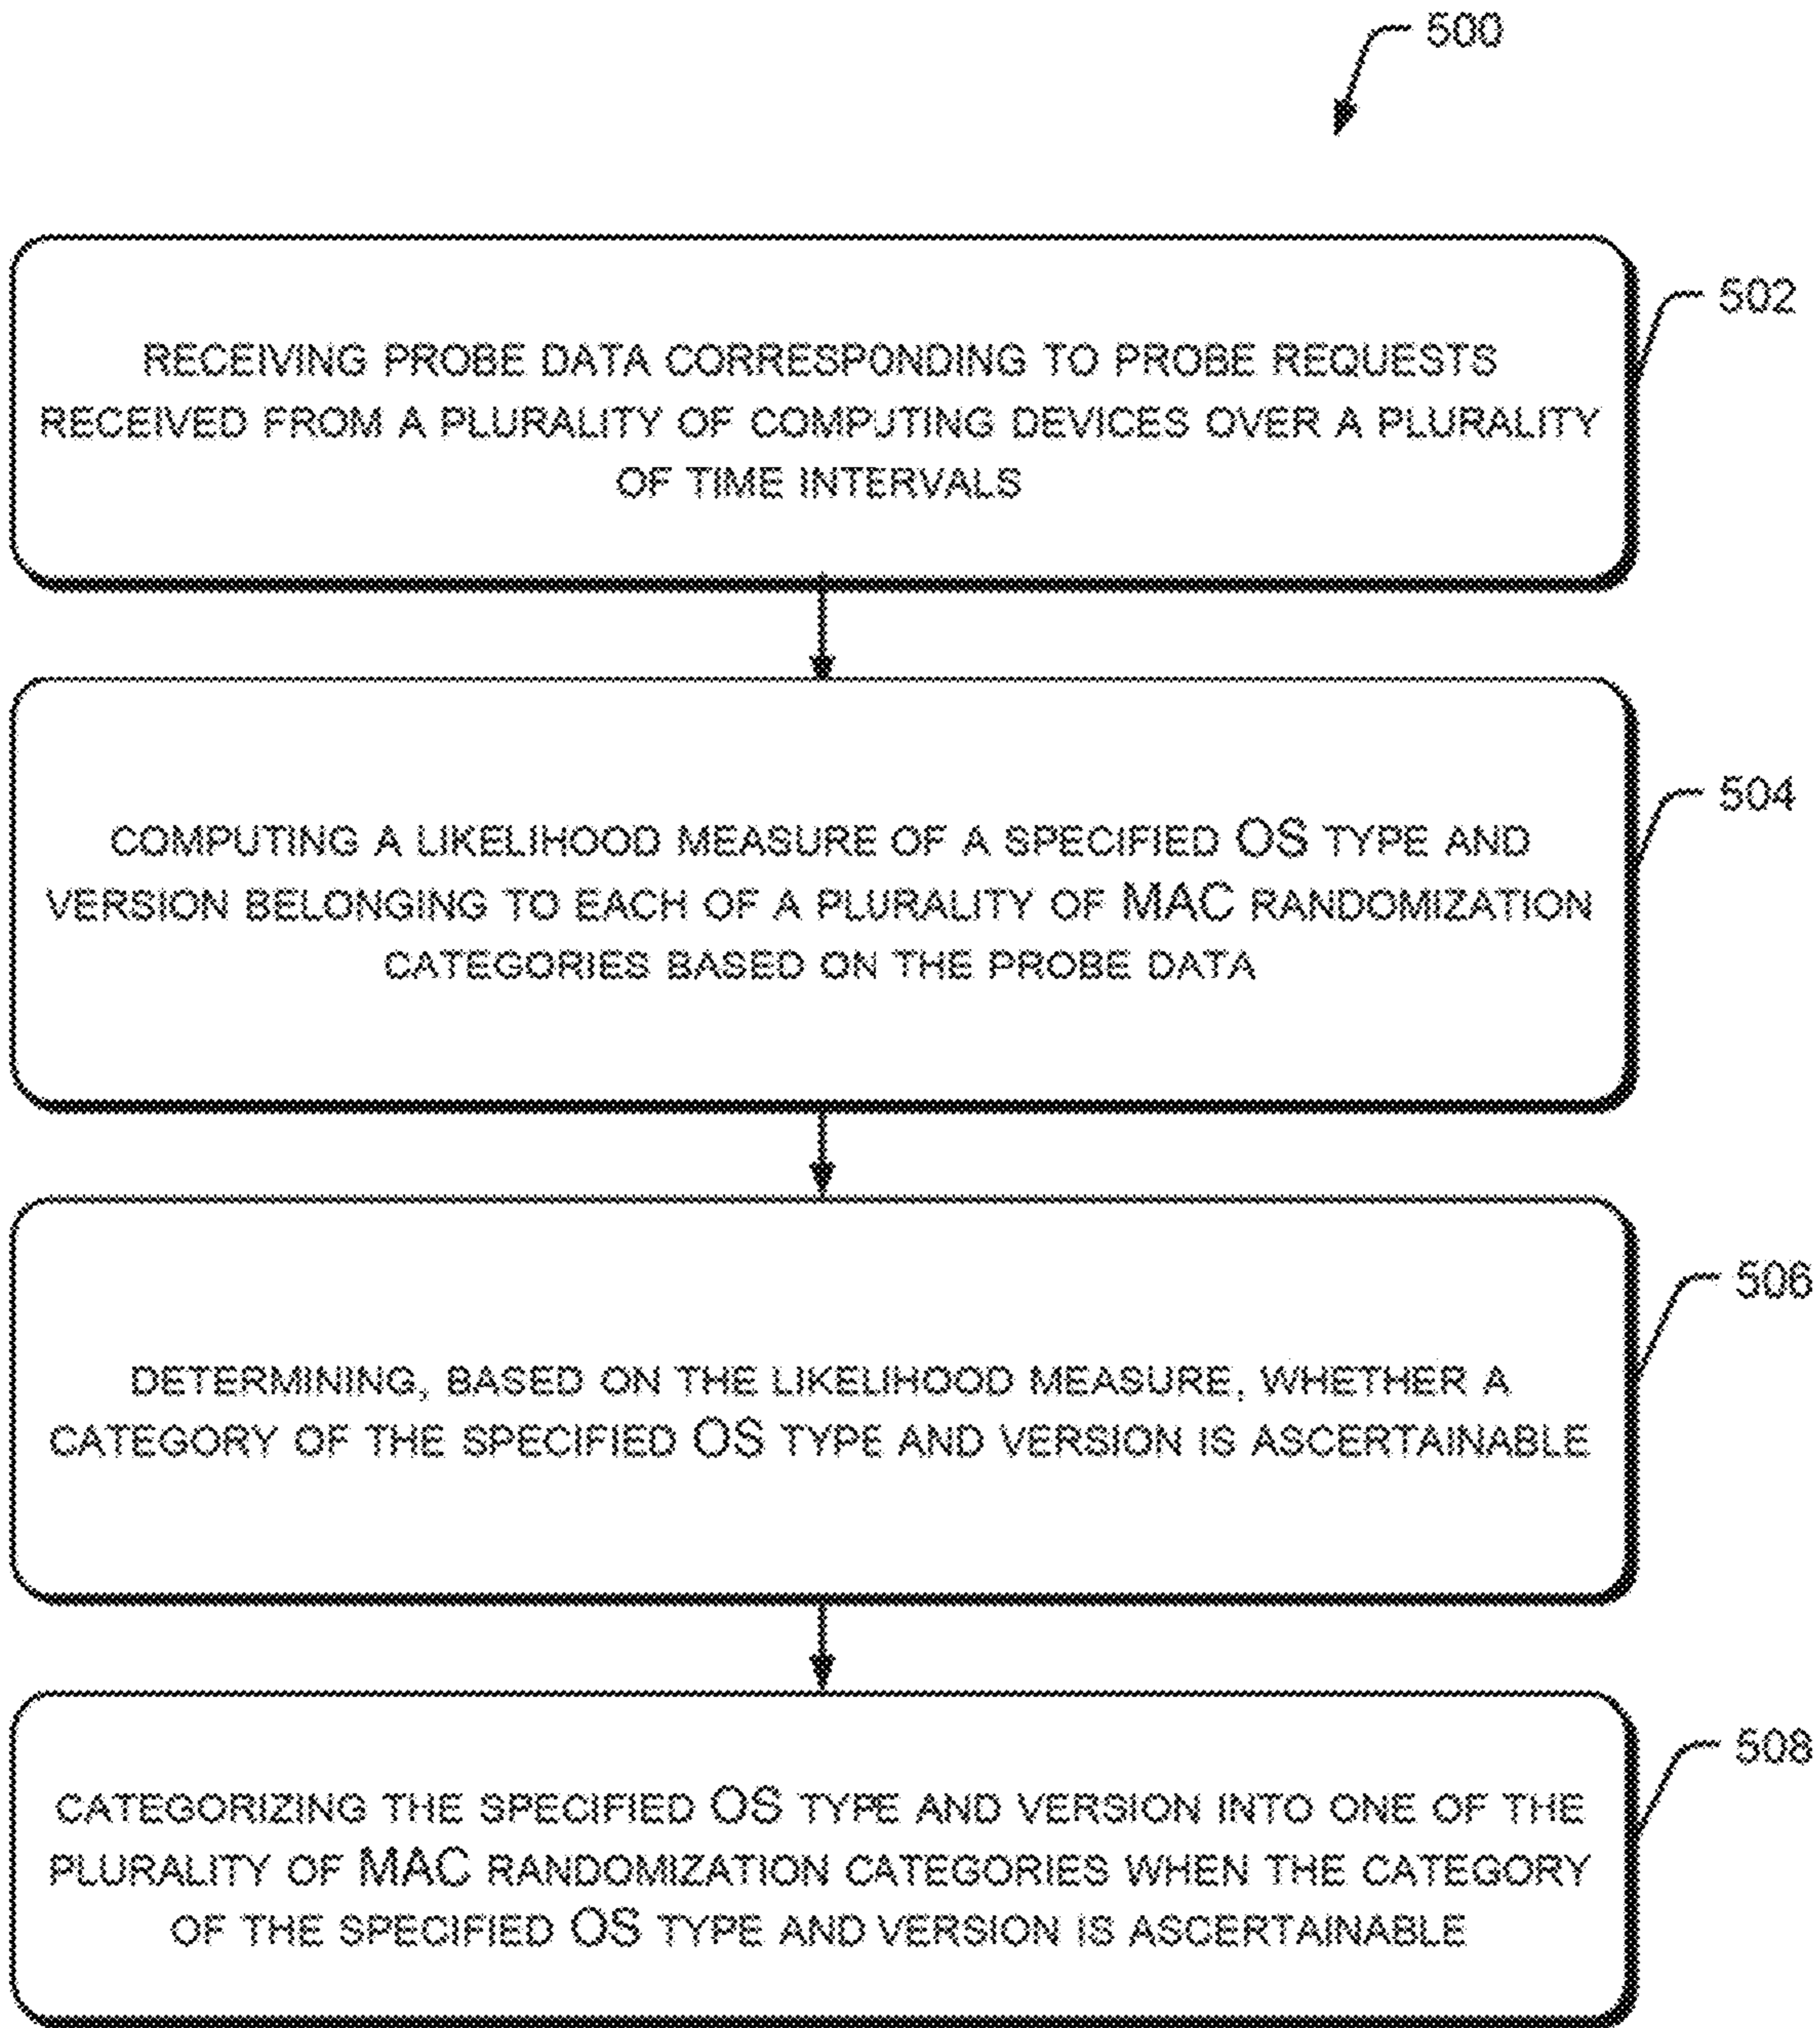 500
502
RECEIVING PROBE DATA CORRESPONDING TO PROBE REQUESTS
RECEIVED FROM A PLURALITY OF COMPUTING DEVICES OVER A PLURALITY
OF TIME INTERVALS
504
COMPUTING A LIKELIHOOD MEASURE OF A SPECIFIED OS TYPE AND
VERSION BELONGING TO EACH OF A PLURALITY OF MAC RANDOMIZATION
CATEGORIES BASED ON THE PROBE DATA
506
DETERMINING, BASED ON THE LIKELIHOOD MEASURE, WHETHER A
CATEGORY OF THE SPECIFIED OS TYPE AND VERSION IS ASCERTAINABLE
508
CATEGORIZING THE SPECIFIED OS TYPE AND VERSION INTO ONE OF THE
PLURALITY OF MAC RANDOMIZATION CATEGORIES WHEN THE CATEGORY
OF THE SPECIFIED OS TYPE AND VERSION IS ASCERTAINABLE